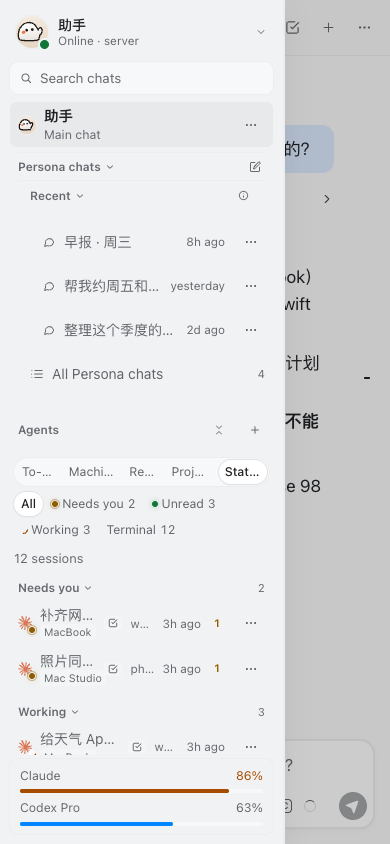 助手
Online · server
Search chats
助手
Main chat
Persona chats
Recent
早报 · 周三 8h ago
帮我约周五和... yesterday
整理这个季度的... 2d ago
All Persona chats 4
Agents
To-... Machi... Re... Proj... Stat...
All Needs you 2 Unread 3
Working 3 Terminal 12
12 sessions
Needs you 2
补齐网... w... 3h ago 1
MacBook
照片同... ph... 3h ago 1
Mac Studio
Working 3
给天气 Ap... w... 3h ago
Claude 86%
Codex Pro 63%
的?
ook)
wift
计划
不能
e 98
?